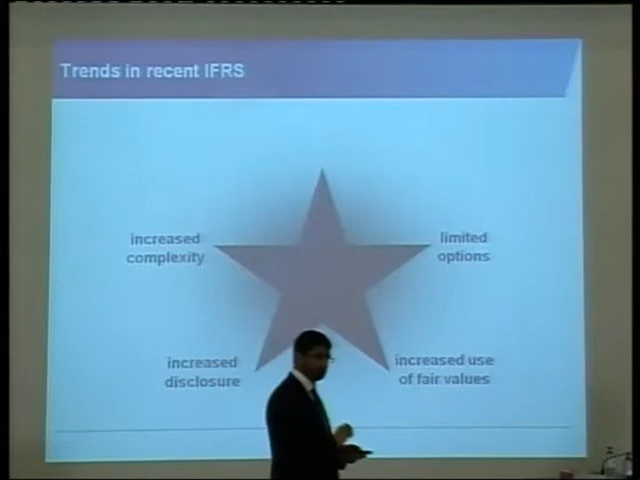 Trends in recent IFRS
increased
complexity
limited
options
increased
disclosure
increased use
of fair values